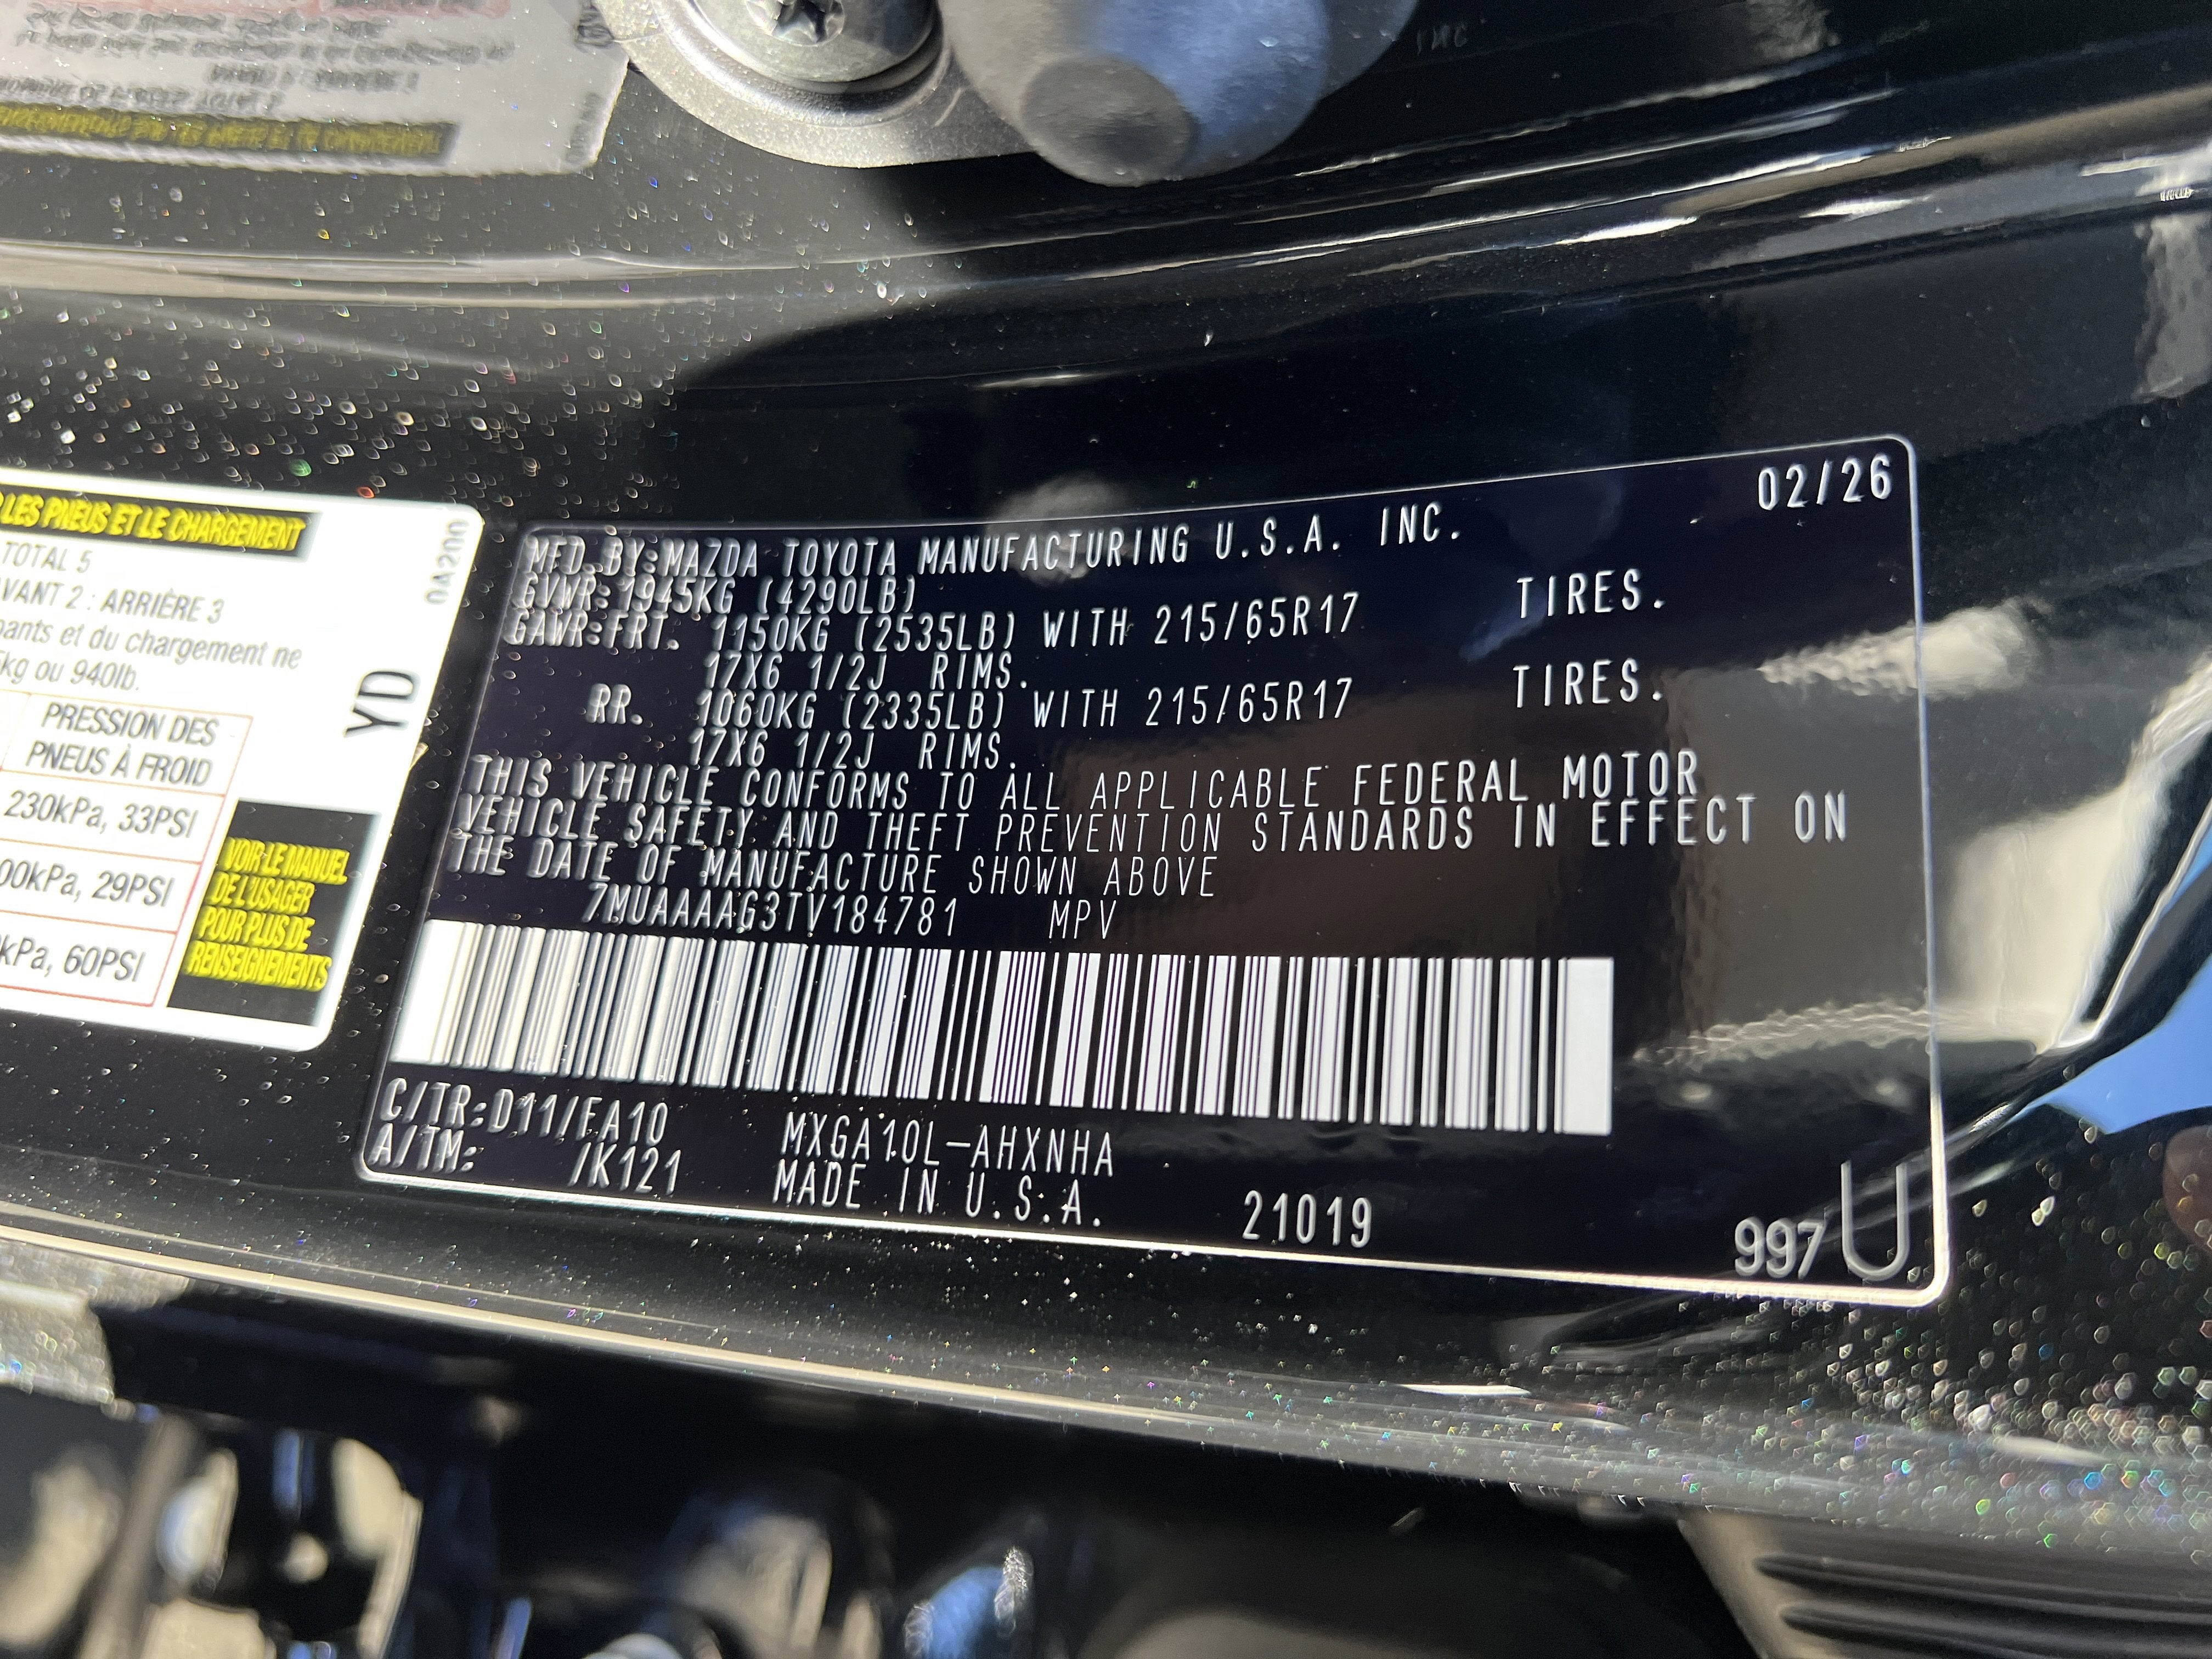 R LES PNEUS ET LE CHARGEMENT
TOTAL 5
AVANT 2 : ARRIÈRE 3
pants et du chargement ne
kg ou 940lb.
PRESSION DES
PNEUS À FROID
230kPa, 33PSI
00kPa, 29PSI
kPa, 60PSI
VOIR LE MANUEL
DE L'USAGER
POUR PLUS DE
RENSEIGNEMENTS
YD
0A200
02/26
MFD.BY:MAZDA TOYOTA MANUFACTURING U.S.A. INC.
GVWR:1945KG (4290LB)
GAWR:FRT. 1150KG (2535LB) WITH 215/65R17 TIRES.
17X6 1/2J RIMS.
RR. 1060KG (2335LB) WITH 215/65R17 TIRES.
17X6 1/2J RIMS.
THIS VEHICLE CONFORMS TO ALL APPLICABLE FEDERAL MOTOR
VEHICLE SAFETY AND THEFT PREVENTION STANDARDS IN EFFECT ON
THE DATE OF MANUFACTURE SHOWN ABOVE
7MUAAAAG3TV184781 MPV
C/TR:D11/FA10 MXGA10L-AHXNHA
A/TM: /K121 MADE IN U.S.A. 21019
997 U